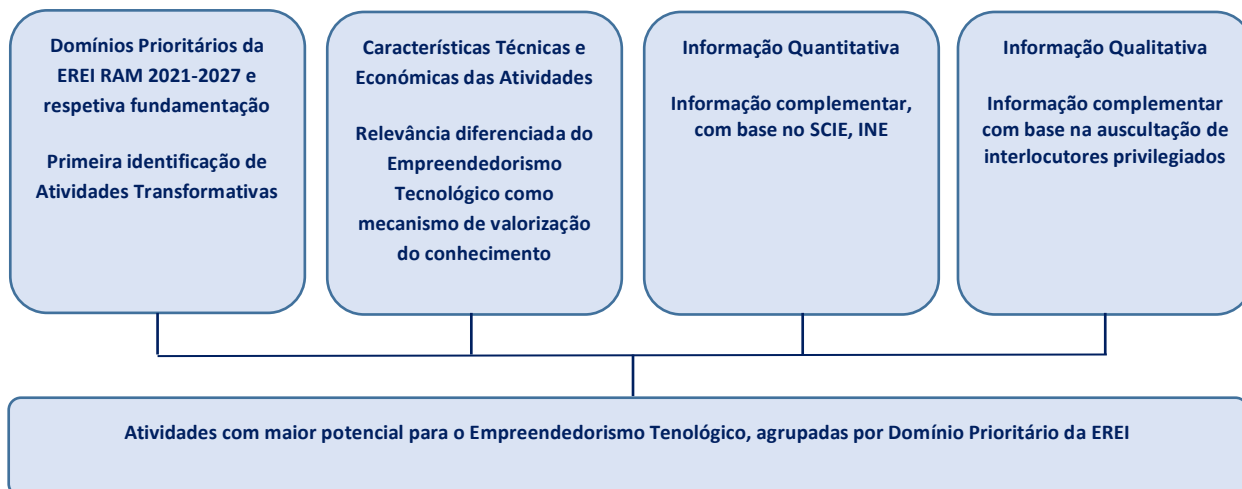 Domínios Prioritários da
EREI RAM 2021-2027 e
respetiva fundamentação
Primeira identificação de
Atividades Transformativas
Características Técnicas e
Económicas das Atividades
Relevância diferenciada do
Empreendedorismo
Tecnológico como
mecanismo de valorização
do conhecimento
Informação Quantitativa
Informação complementar,
com base no SCIE, INE
Informação Qualitativa
Informação complementar
com base na auscultação de
interlocutores privilegiados
Atividades com maior potencial para o Empreendedorismo Tenológico, agrupadas por Domínio Prioritário da EREI